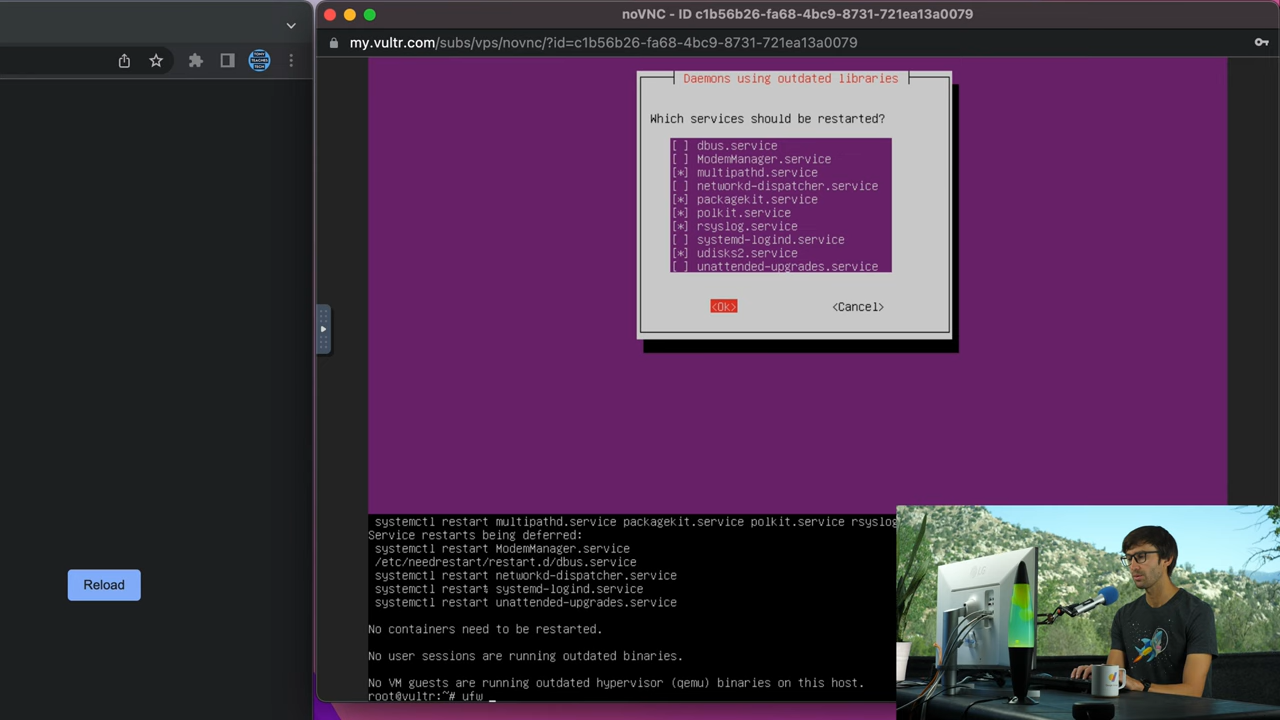 noVNC - ID c1b56b26-fa68-4bc9-8731-721ea13a0079
my.vultr.com/subs/vps/novnc/?id=c1b56b26-fa68-4bc9-8731-721ea13a0079
TONY TEACHES TECH
Daemons using outdated libraries
Which services should be restarted?
[ ] dbus.service
[ ] ModemManager.service
[*] multipathd.service
[ ] networkd-dispatcher.service
[*] packagekit.service
[*] polkit.service
[*] rsyslog.service
[ ] systemd-logind.service
[*] udisks2.service
[ ] unattended-upgrades.service
<Ok> <Cancel>
systemctl restart multipathd.service packagekit.service polkit.service rsyslog
Service restarts being deferred:
systemctl restart ModemManager.service
/etc/needrestart/restart.d/dbus.service
systemctl restart networkd-dispatcher.service
systemctl restart systemd-logind.service
systemctl restart unattended-upgrades.service
No containers need to be restarted.
No user sessions are running outdated binaries.
No VM guests are running outdated hypervisor (qemu) binaries on this host.
root@vultr:~# ufw _
Reload
LG